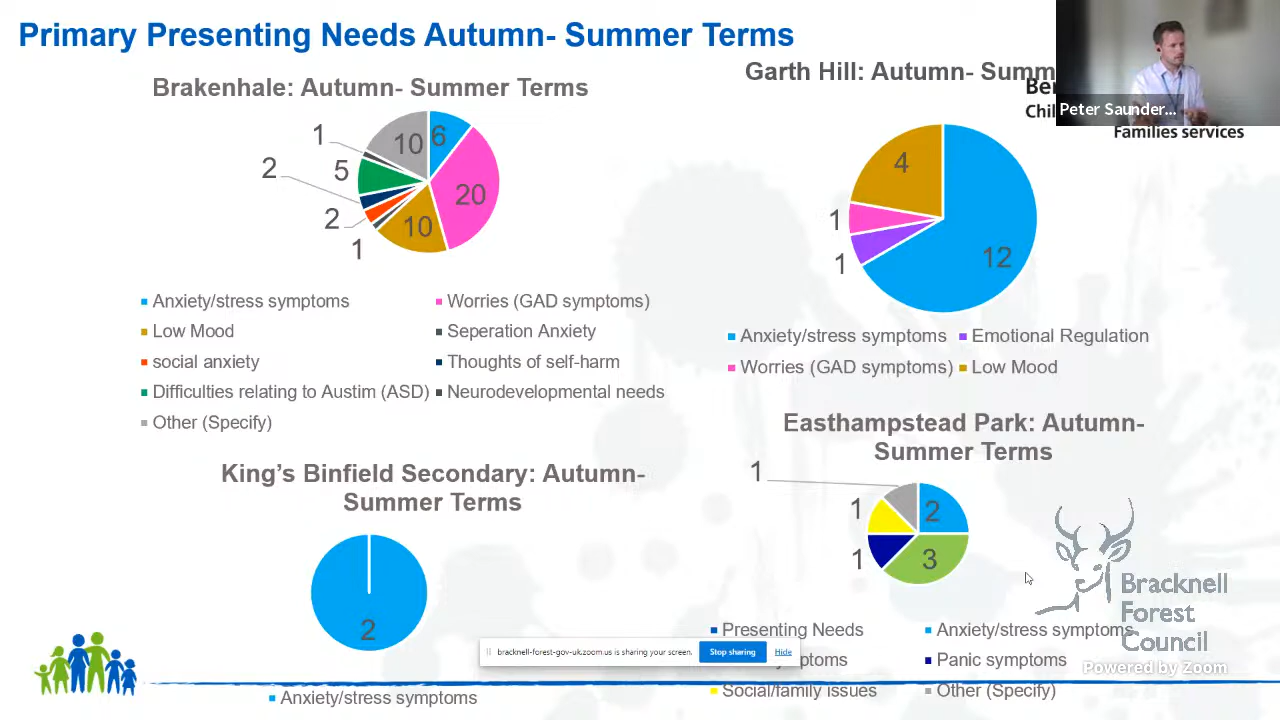 Primary Presenting Needs Autumn- Summer Terms
Brakenhale: Autumn- Summer Terms
1
10
6
2
5
20
2
10
1
Anxiety/stress symptoms
Worries (GAD symptoms)
Low Mood
Seperation Anxiety
social anxiety
Thoughts of self-harm
Difficulties relating to Austim (ASD)
Neurodevelopmental needs
Other (Specify)
Garth Hill: Autumn- Summ
Peter Saunder...
Families services
4
1
1
12
Anxiety/stress symptoms
Emotional Regulation
Worries (GAD symptoms)
Low Mood
King's Binfield Secondary: Autumn-
Summer Terms
2
Anxiety/stress symptoms
Easthampstead Park: Autumn-
Summer Terms
1
1
2
1
3
Presenting Needs
Anxiety/stress symptoms
Panic symptoms
Social/family issues
Other (Specify)
Bracknell
Forest
Council
Powered by Zoom
bracknell-forest-gov-uk.zoom.us is sharing your screen.
Stop sharing
Hide